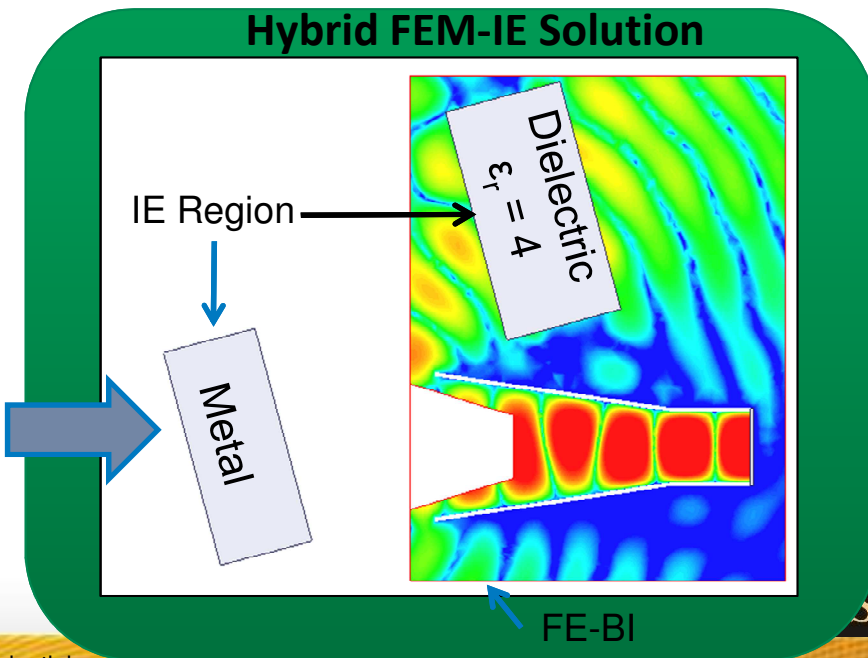 Hybrid FEM-IE Solution
Dielectric
εr = 4
IE Region
Metal
FE-BI